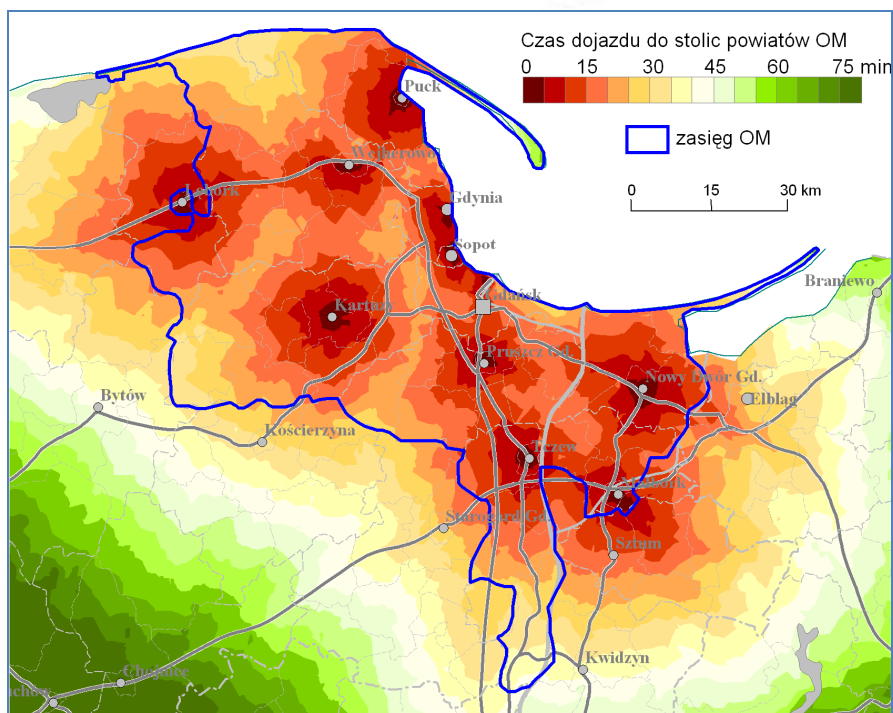 Czas dojazdu do stolic powiatów OM
0 15 30 45 60 75 min
zasięg OM
0 15 30 km
Puck
Wejherowo
Lębork
Gdynia
Sopot
Braniewo
Gdańsk
Kartuzy
Pruszcz Gd.
Nowy Dwór Gd.
Elbląg
Bytów
Kościerzyna
Tczew
Malbork
Starogard Gd.
Sztum
Kwidzyn
Chojnice